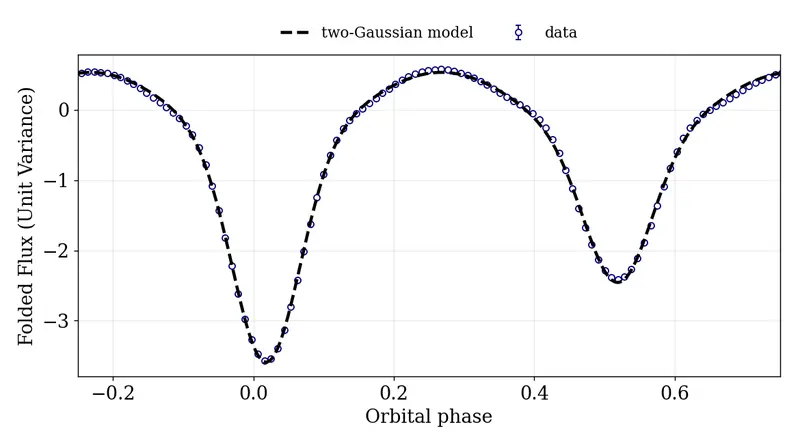 two-Gaussian model data
Folded Flux (Unit Variance)
0
−1
−2
−3
−0.2 0.0 0.2 0.4 0.6
Orbital phase